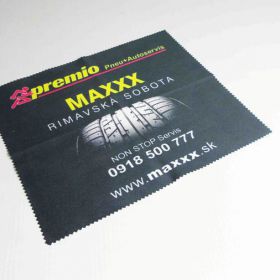 premio Pneu+Autoservis
MAXXX
RIMAVSKÁ SOBOTA
NON STOP Servis
0918 500 777
www.maxxx.sk